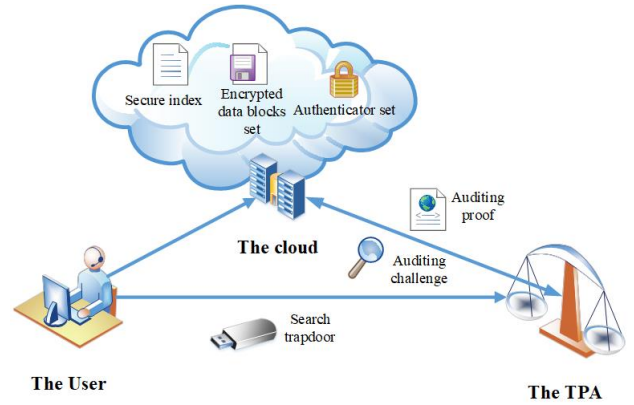 Secure index
Encrypted
data blocks
set
Authenticator set
The cloud
Auditing
proof
Auditing
challenge
Search
trapdoor
The User
The TPA